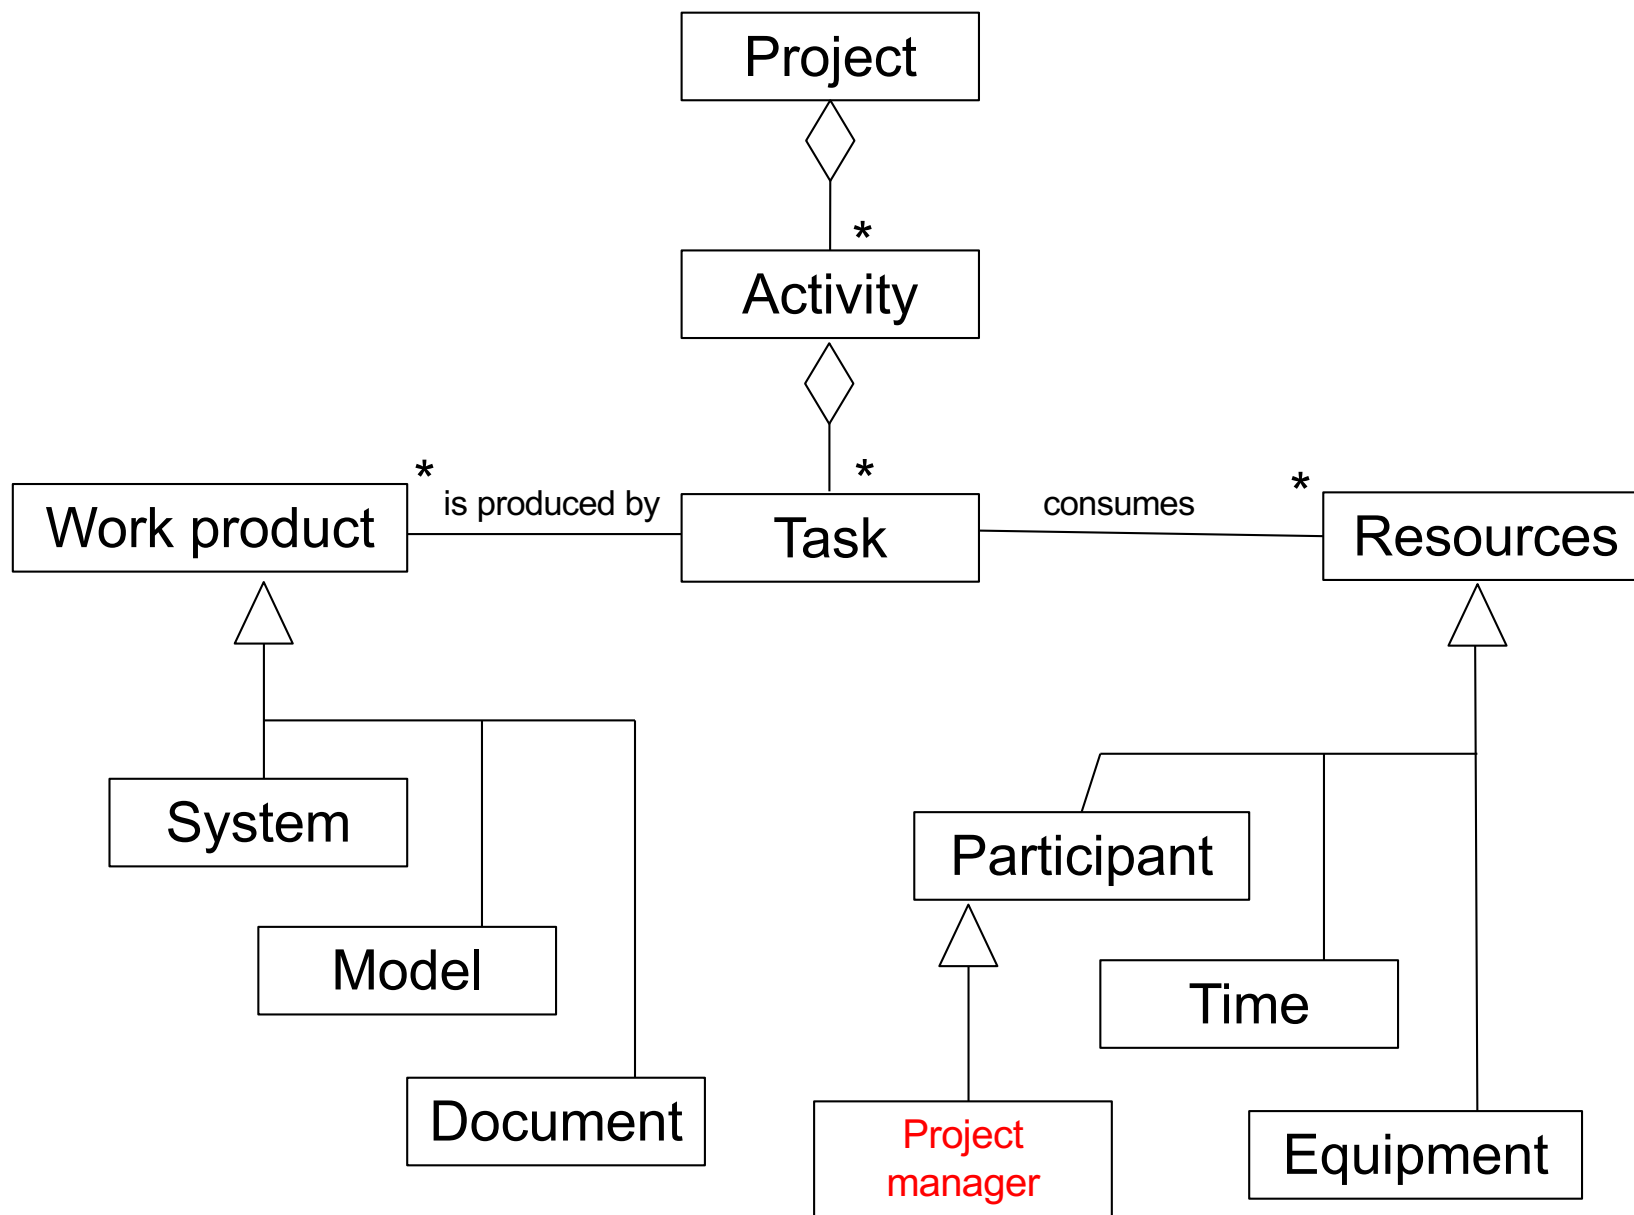 Project
*
Activity
*
*
is produced by
consumes
*
Work product
Task
Resources
System
Participant
Model
Time
Document
Project
manager
Equipment